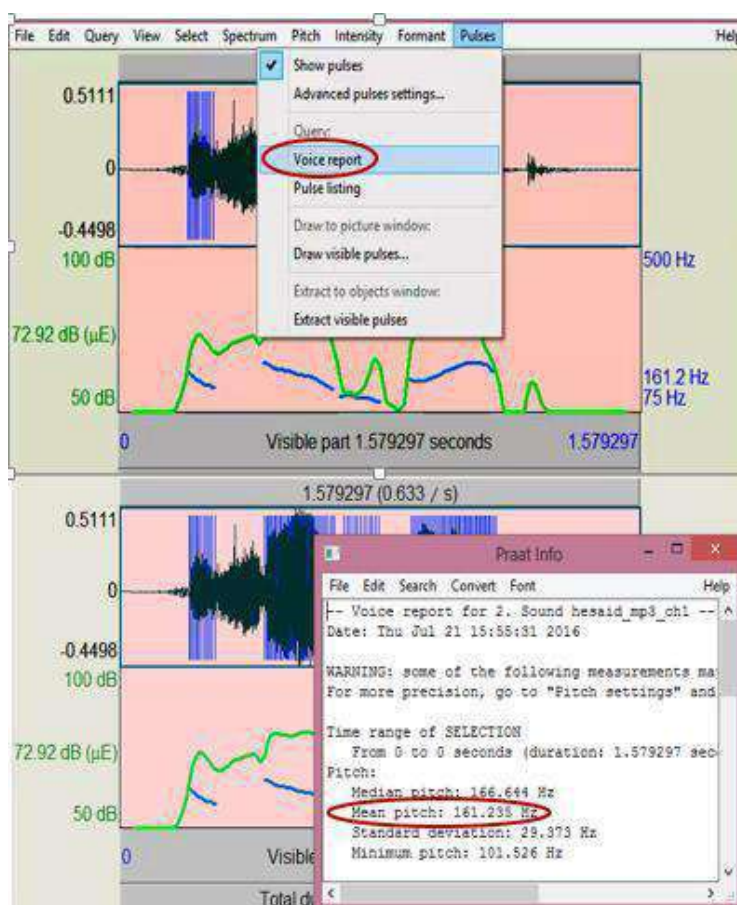 File Edit Query View Select Spectrum Pitch Intensity Formant Pulses Help
Show pulses
Advanced pulses settings...
Query:
Voice report
Pulse listing
Draw to picture window:
Draw visible pulses...
Extract to objects window:
Extract visible pulses
0.5111
0
-0.4498
100 dB
500 Hz
72.92 dB (µE)
161.2 Hz
50 dB
75 Hz
0 Visible part 1.579297 seconds 1.579297
1.579297 (0.633 / s)
0.5111
0
-0.4498
100 dB
72.92 dB (µE)
50 dB
0 Visible
Total du
Praat Info
File Edit Search Convert Font Help
-- Voice report for 2. Sound hesaid_mp3_ch1 --
Date: Thu Jul 21 15:55:31 2016
WARNING: some of the following measurements ma
For more precision, go to "Pitch settings" and
Time range of SELECTION
From 0 to 0 seconds (duration: 1.579297 sec
Pitch:
Median pitch: 166.644 Hz
Mean pitch: 161.235 Hz
Standard deviation: 29.373 Hz
Minimum pitch: 101.526 Hz